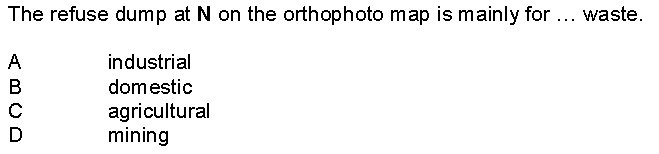 The refuse dump at N on the orthophoto map is mainly for … waste.
A industrial
B domestic
C agricultural
D mining